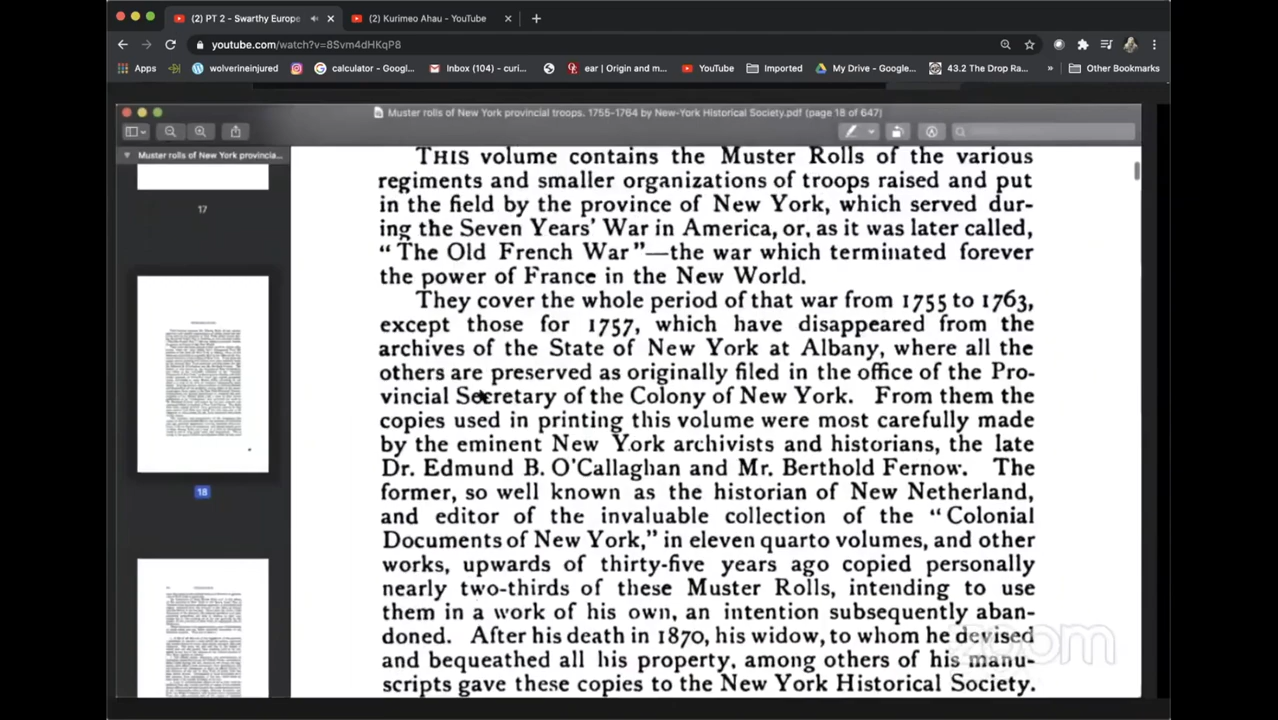 (2) PT 2 - Swarthy Europe
(2) Kurimeo Ahau - YouTube
youtube.com/watch?v=8Svm4dHKqP8
Apps
wolverineinjured
calculator - Googl...
Inbox (104) - curi...
ear | Origin and m...
YouTube
Imported
My Drive - Google...
43.2 The Drop Ra...
»
Other Bookmarks
Muster rolls of New York provincial troops. 1755-1764 by New-York Historical Society.pdf (page 18 of 647)
Muster rolls of New York provincia...
17
18
THIS volume contains the Muster Rolls of the various
regiments and smaller organizations of troops raised and put
in the field by the province of New York, which served dur-
ing the Seven Years' War in America, or, as it was later called,
“The Old French War”—the war which terminated forever
the power of France in the New World.
They cover the whole period of that war from 1755 to 1763,
except those for 1757, which have disappeared from the
archives of the State of New York at Albany, where all the
others are preserved as originally filed in the office of the Pro-
vincial Secretary of the Colony of New York. From them the
copies used in printing this volume were most carefully made
by the eminent New York archivists and historians, the late
Dr. Edmund B. O'Callaghan and Mr. Berthold Fernow. The
former, so well known as the historian of New Netherland,
and editor of the invaluable collection of the “Colonial
Documents of New York,” in eleven quarto volumes, and other
works, upwards of thirty-five years ago copied personally
nearly two-thirds of these Muster Rolls, intending to use
them in a work of his own, an intention subsequently aban-
doned. After his death in 1870, his widow, to whom he devised
and bequeathed all his property, among others of his manu-
scripts gave these copies to the New York Historical Society.
zoom